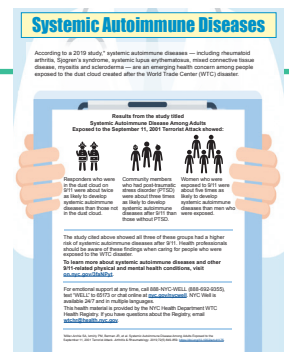 Systemic Autoimmune Diseases
According to a 2019 study,* systemic autoimmune diseases — including rheumatoid
arthritis, Sjogren's syndrome, systemic lupus erythematosus, mixed connective tissue
disease, myositis and scleroderma — are an emerging health concern among people
exposed to the dust cloud created after the World Trade Center (WTC) disaster.
Results from the study titled
Systemic Autoimmune Disease Among Adults
Exposed to the September 11, 2001 Terrorist Attack showed:
Responders who were
in the dust cloud on
9/11 were about twice
as likely to develop
systemic autoimmune
diseases than those not
in the dust cloud.
Community members
who had post-traumatic
stress disorder (PTSD)
were about three times
as likely to develop
systemic autoimmune
diseases after 9/11 than
those without PTSD.
Women who were
exposed to 9/11 were
about five times as
likely to develop
systemic autoimmune
diseases than men who
were exposed.
The study cited above showed all three of these groups had a higher
risk of systemic autoimmune diseases after 9/11. Health professionals
should be aware of these findings when caring for people who were
exposed to the WTC disaster.
To learn more about systemic autoimmune diseases and other
9/11-related physical and mental health conditions, visit
For emotional support at any time, call 888-NYC-WELL (888-692-9355),
text "WELL" to 65173 or chat online at nyc.gov/nycwell. NYC Well is
available 24/7 and in multiple languages.
This health material is provided by the NYC Health Department WTC
Health Registry. If you have questions about the Registry, email
wtchr@health.nyc.gov.